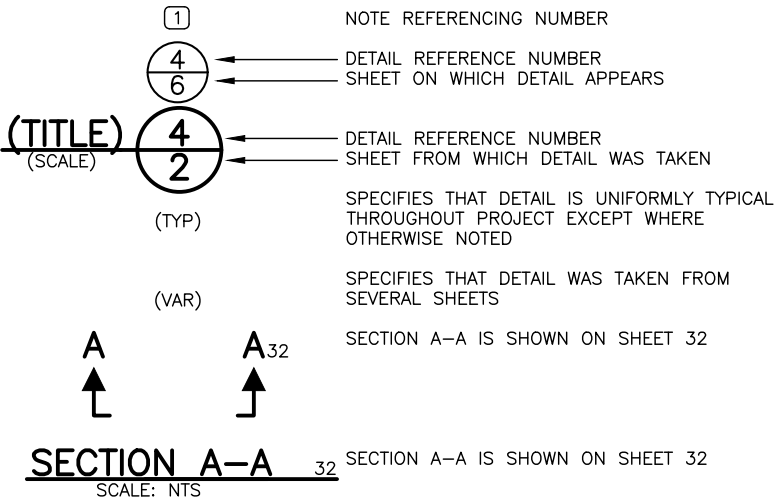 1 NOTE REFERENCING NUMBER
4 DETAIL REFERENCE NUMBER
6 SHEET ON WHICH DETAIL APPEARS
(TITLE) 4 DETAIL REFERENCE NUMBER
(SCALE) 2 SHEET FROM WHICH DETAIL WAS TAKEN
(TYP) SPECIFIES THAT DETAIL IS UNIFORMLY TYPICAL
THROUGHOUT PROJECT EXCEPT WHERE
OTHERWISE NOTED
(VAR) SPECIFIES THAT DETAIL WAS TAKEN FROM
SEVERAL SHEETS
A A32 SECTION A-A IS SHOWN ON SHEET 32
SECTION A-A 32 SECTION A-A IS SHOWN ON SHEET 32
SCALE: NTS